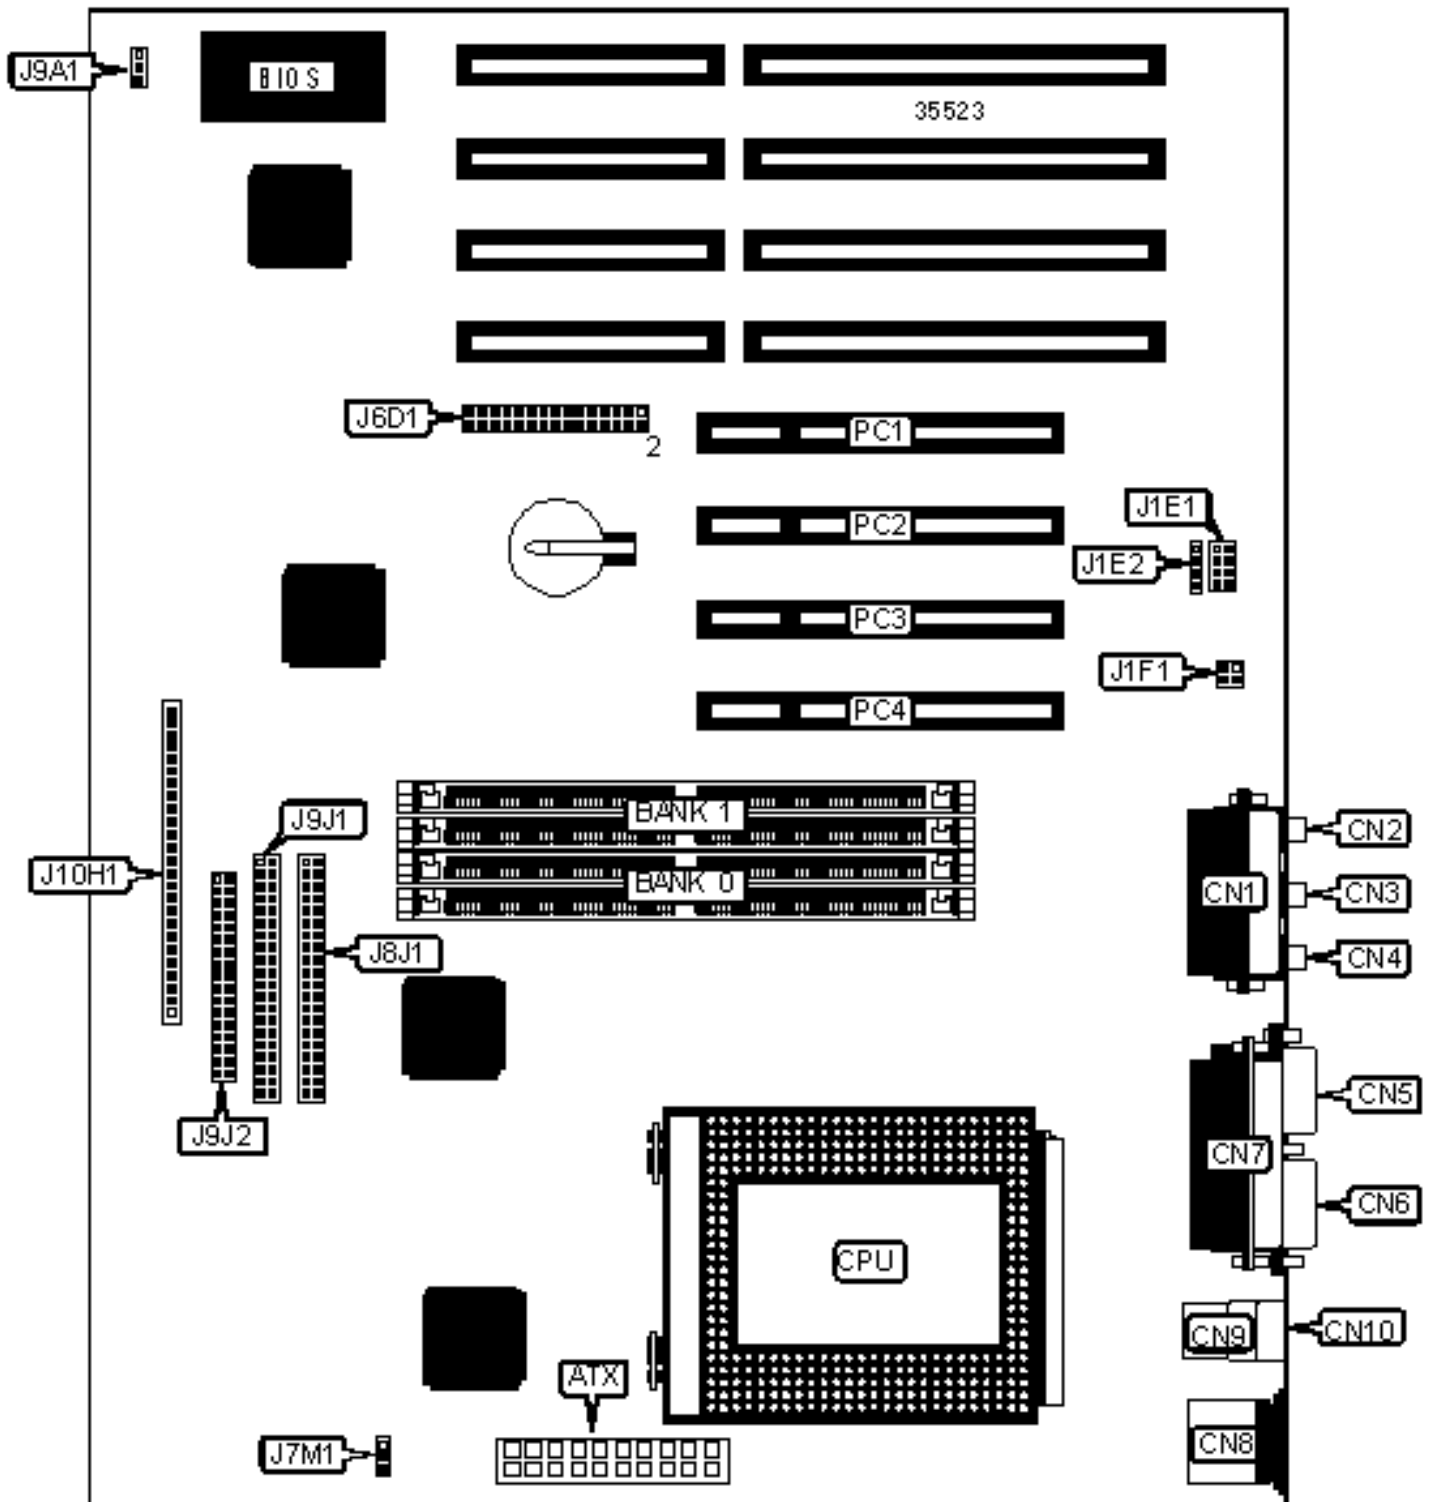 J9A1
BIOS
35523
J6D1
2
PC1
J1E1
PC2
J1E2
PC3
J1F1
PC4
BANK 1
J9J1
CN2
J10H1
BANK 0
CN1
CN3
J8J1
CN4
CN5
J9J2
CN7
CN6
CPU
CN9
CN10
ATX
J7M1
CN8